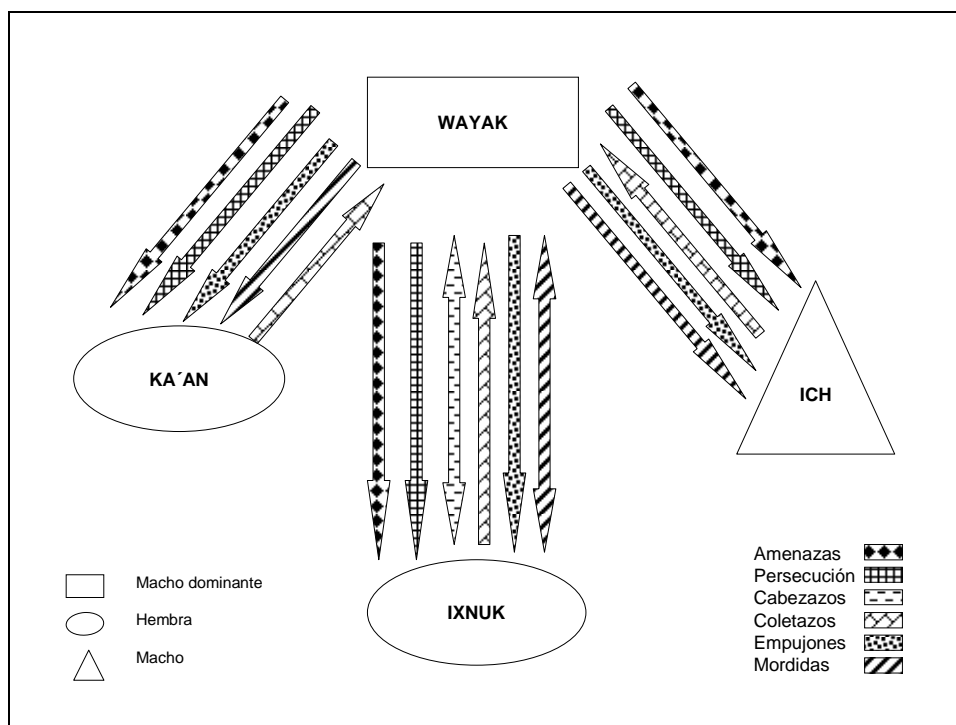 WAYAK
KA´AN
ICH
IXNUK
Macho dominante
Hembra
Macho
Amenazas
Persecución
Cabezazos
Coletazos
Empujones
Mordidas